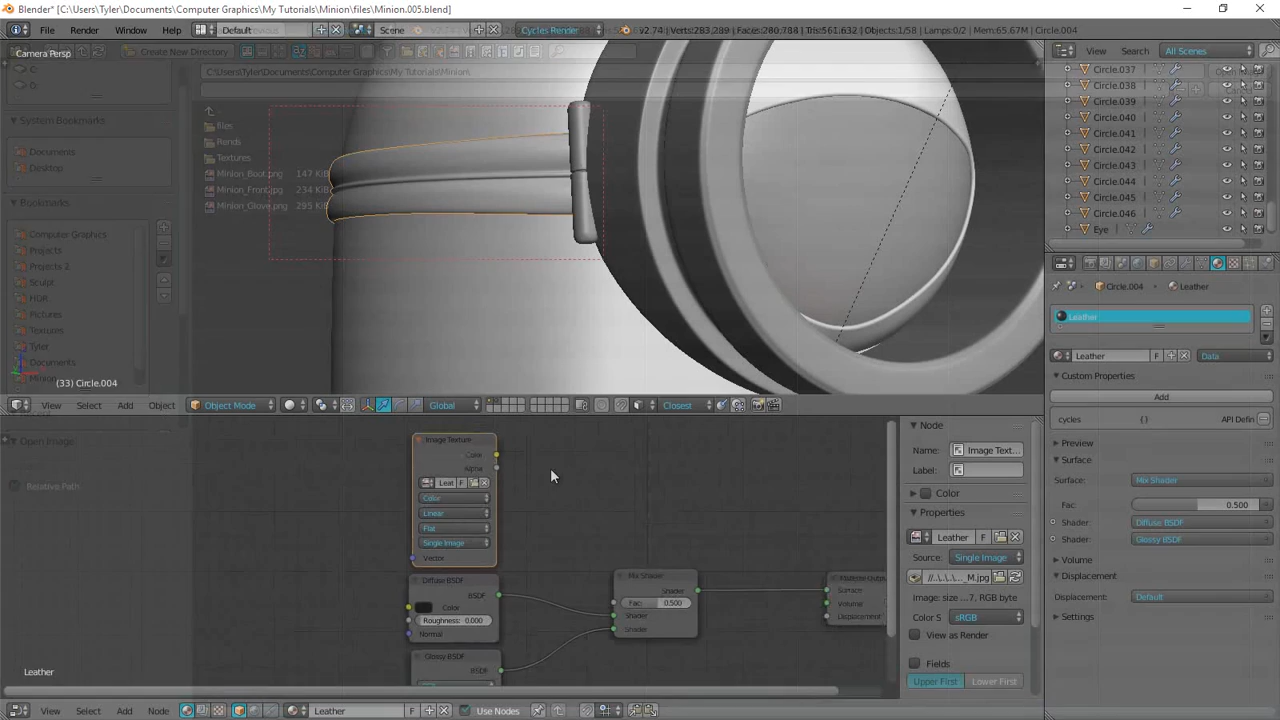 Blender* [C:\Users\Tyler\Documents\Computer Graphics\My Tutorials\Minion\files\Minion.005.blend]
File Render Window Help Default Scene Cycles Render v2.74 | Verts:283,289 | Faces:280,784 | Tris:561,632 | Objects:1/58 | Lamps:0/2 | Mem:65.67M | Circle.004
Camera Persp
Create New Directory
View Search All Scenes
C:\Users\Tyler\Documents\Computer Graphics\My Tutorials\Minion\
System Bookmarks
Documents
Desktop
Bookmarks
Computer Graphics
Projects
Projects 2
Sculpt
HDR
Pictures
Textures
Tyler
Documents
Minion
files
Rends
Textures
Minion_Boot.png 147 KiB
Minion_Front.png 234 KiB
Minion_Glove.png 295 KiB
(33) Circle.004
Circle.037
Circle.038
Circle.039
Circle.040
Circle.041
Circle.042
Circle.043
Circle.044
Circle.045
Circle.046
Eye
Circle.004 Leather
Leather
Leather F Data
Custom Properties
Add
cycles {} API Defin
Preview
Surface
Surface: Mix Shader
Fac: 0.500
Shader: Diffuse BSDF
Shader: Glossy BSDF
Volume
Displacement
Displacement: Default
Settings
View Select Add Object Object Mode Global Closest
Open Image
Relative Path
Image Texture
Color
Alpha
Leat F
Color
Linear
Flat
Single Image
Vector
Diffuse BSDF
BSDF
Color
Roughness: 0.000
Normal
Glossy BSDF
BSDF
Mix Shader
Shader
Fac: 0.500
Shader
Shader
Surface
Volume
Displacement
Node
Name: Image Text...
Label:
Color
Properties
Leather F
Source: Single Image
//..\..\..\.._M.jpg
Image: size ...7, RGB byte
Color S sRGB
View as Render
Fields
Upper First Lower First
Leather
View Select Add Node Leather F Use Nodes